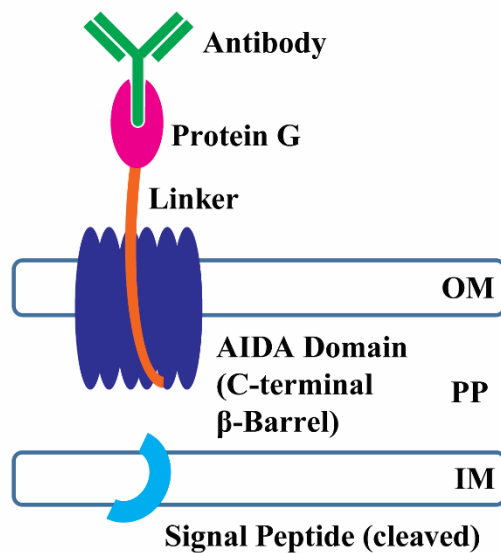 Antibody
Protein G
Linker
OM
AIDA Domain
(C-terminal
β-Barrel)
PP
IM
Signal Peptide (cleaved)